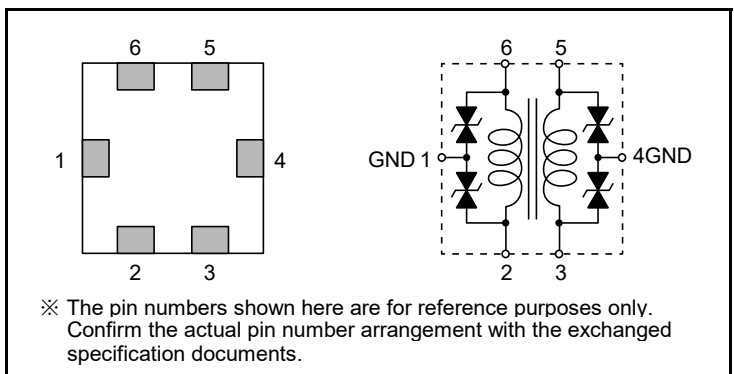 6 5
1 4
2 3
6 5
GND 1 4GND
2 3
※ The pin numbers shown here are for reference purposes only.
Confirm the actual pin number arrangement with the exchanged
specification documents.